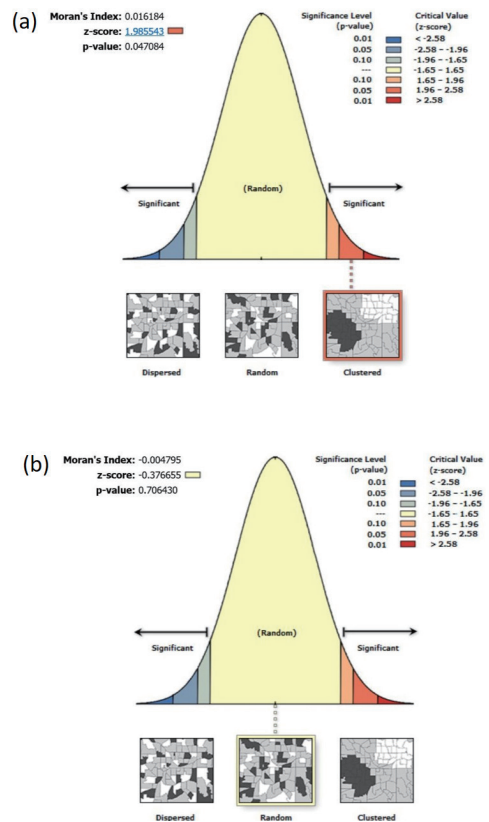 (a)
Moran's Index: 0.016184
z-score: 1.985543
p-value: 0.047084
Significance Level
(p-value)
Critical Value
(z-score)
0.01 < -2.58
0.05 -2.58 – -1.96
0.10 -1.96 – -1.65
--- -1.65 – 1.65
0.10 1.65 – 1.96
0.05 1.96 – 2.58
0.01 > 2.58
(Random)
Significant
Significant
Dispersed
Random
Clustered
(b)
Moran's Index: -0.004795
z-score: -0.376655
p-value: 0.706430
Significance Level
(p-value)
Critical Value
(z-score)
0.01 < -2.58
0.05 -2.58 – -1.96
0.10 -1.96 – -1.65
--- -1.65 – 1.65
0.10 1.65 – 1.96
0.05 1.96 – 2.58
0.01 > 2.58
(Random)
Significant
Significant
Dispersed
Random
Clustered